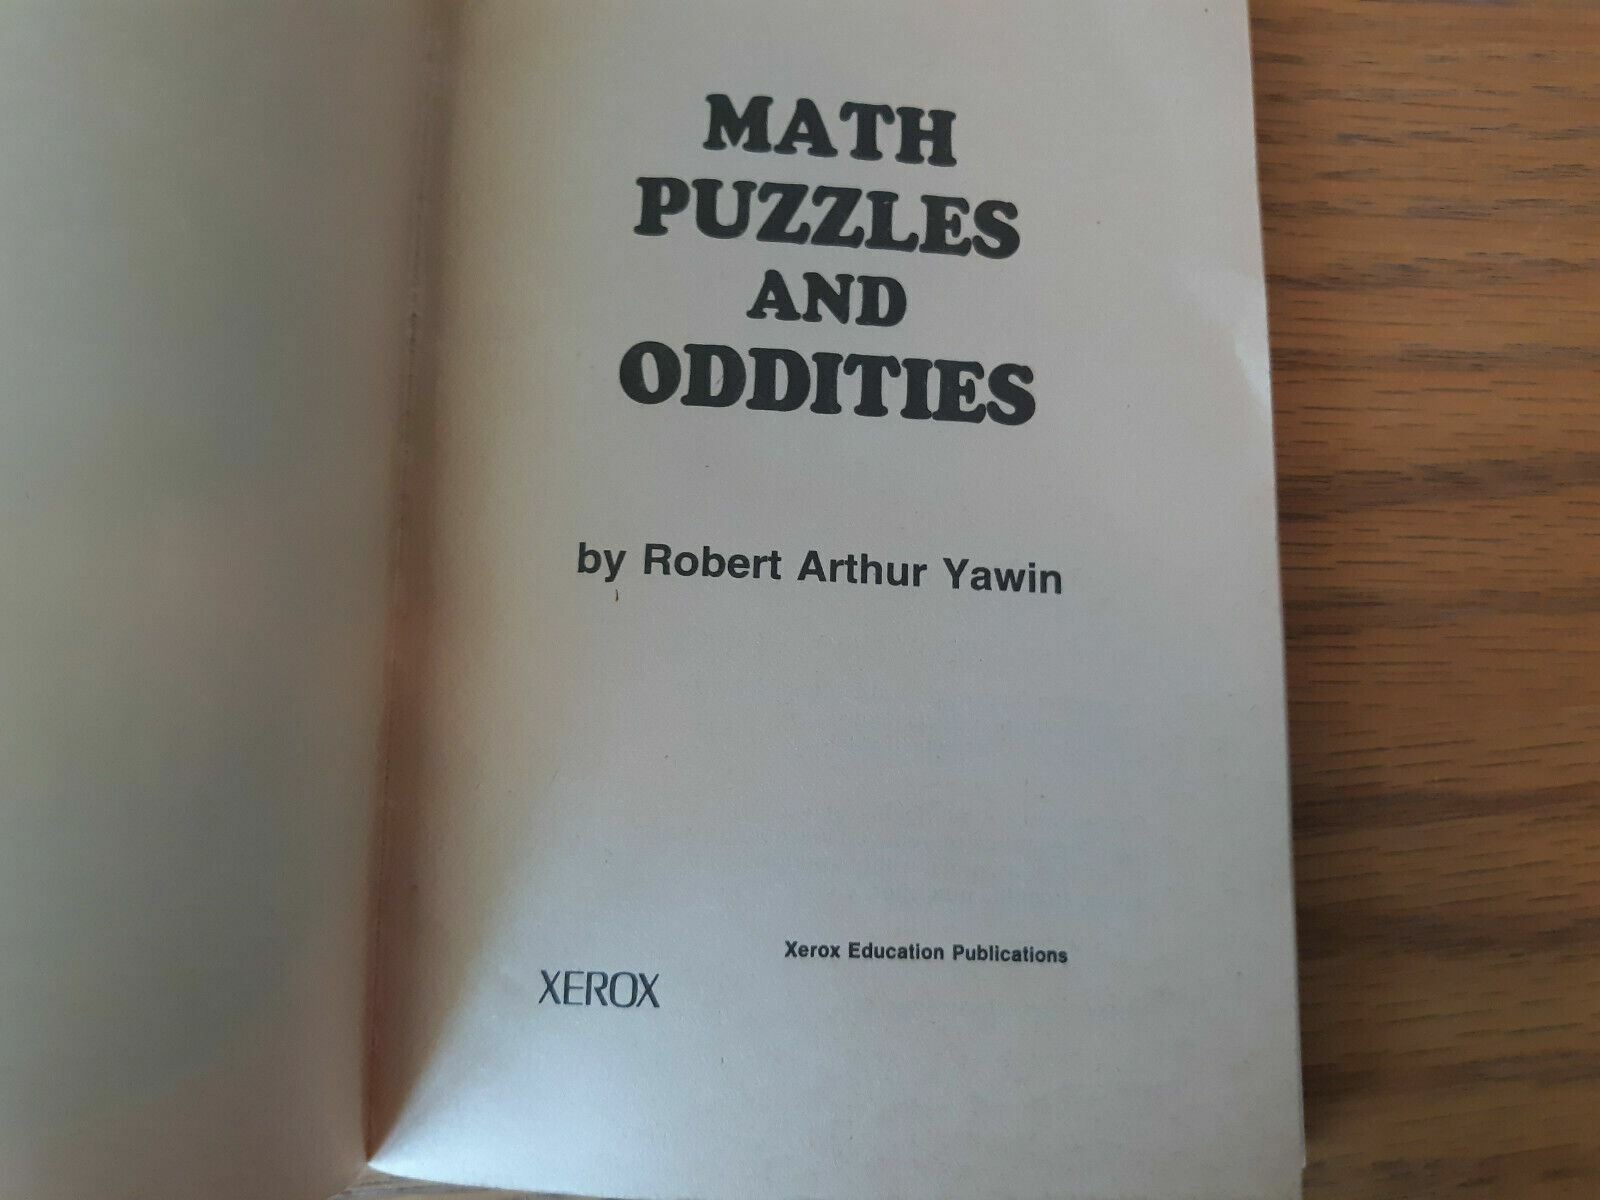 MATH
PUZZLES
AND
ODDITIES
by Robert Arthur Yawin
Xerox Education Publications
XEROX